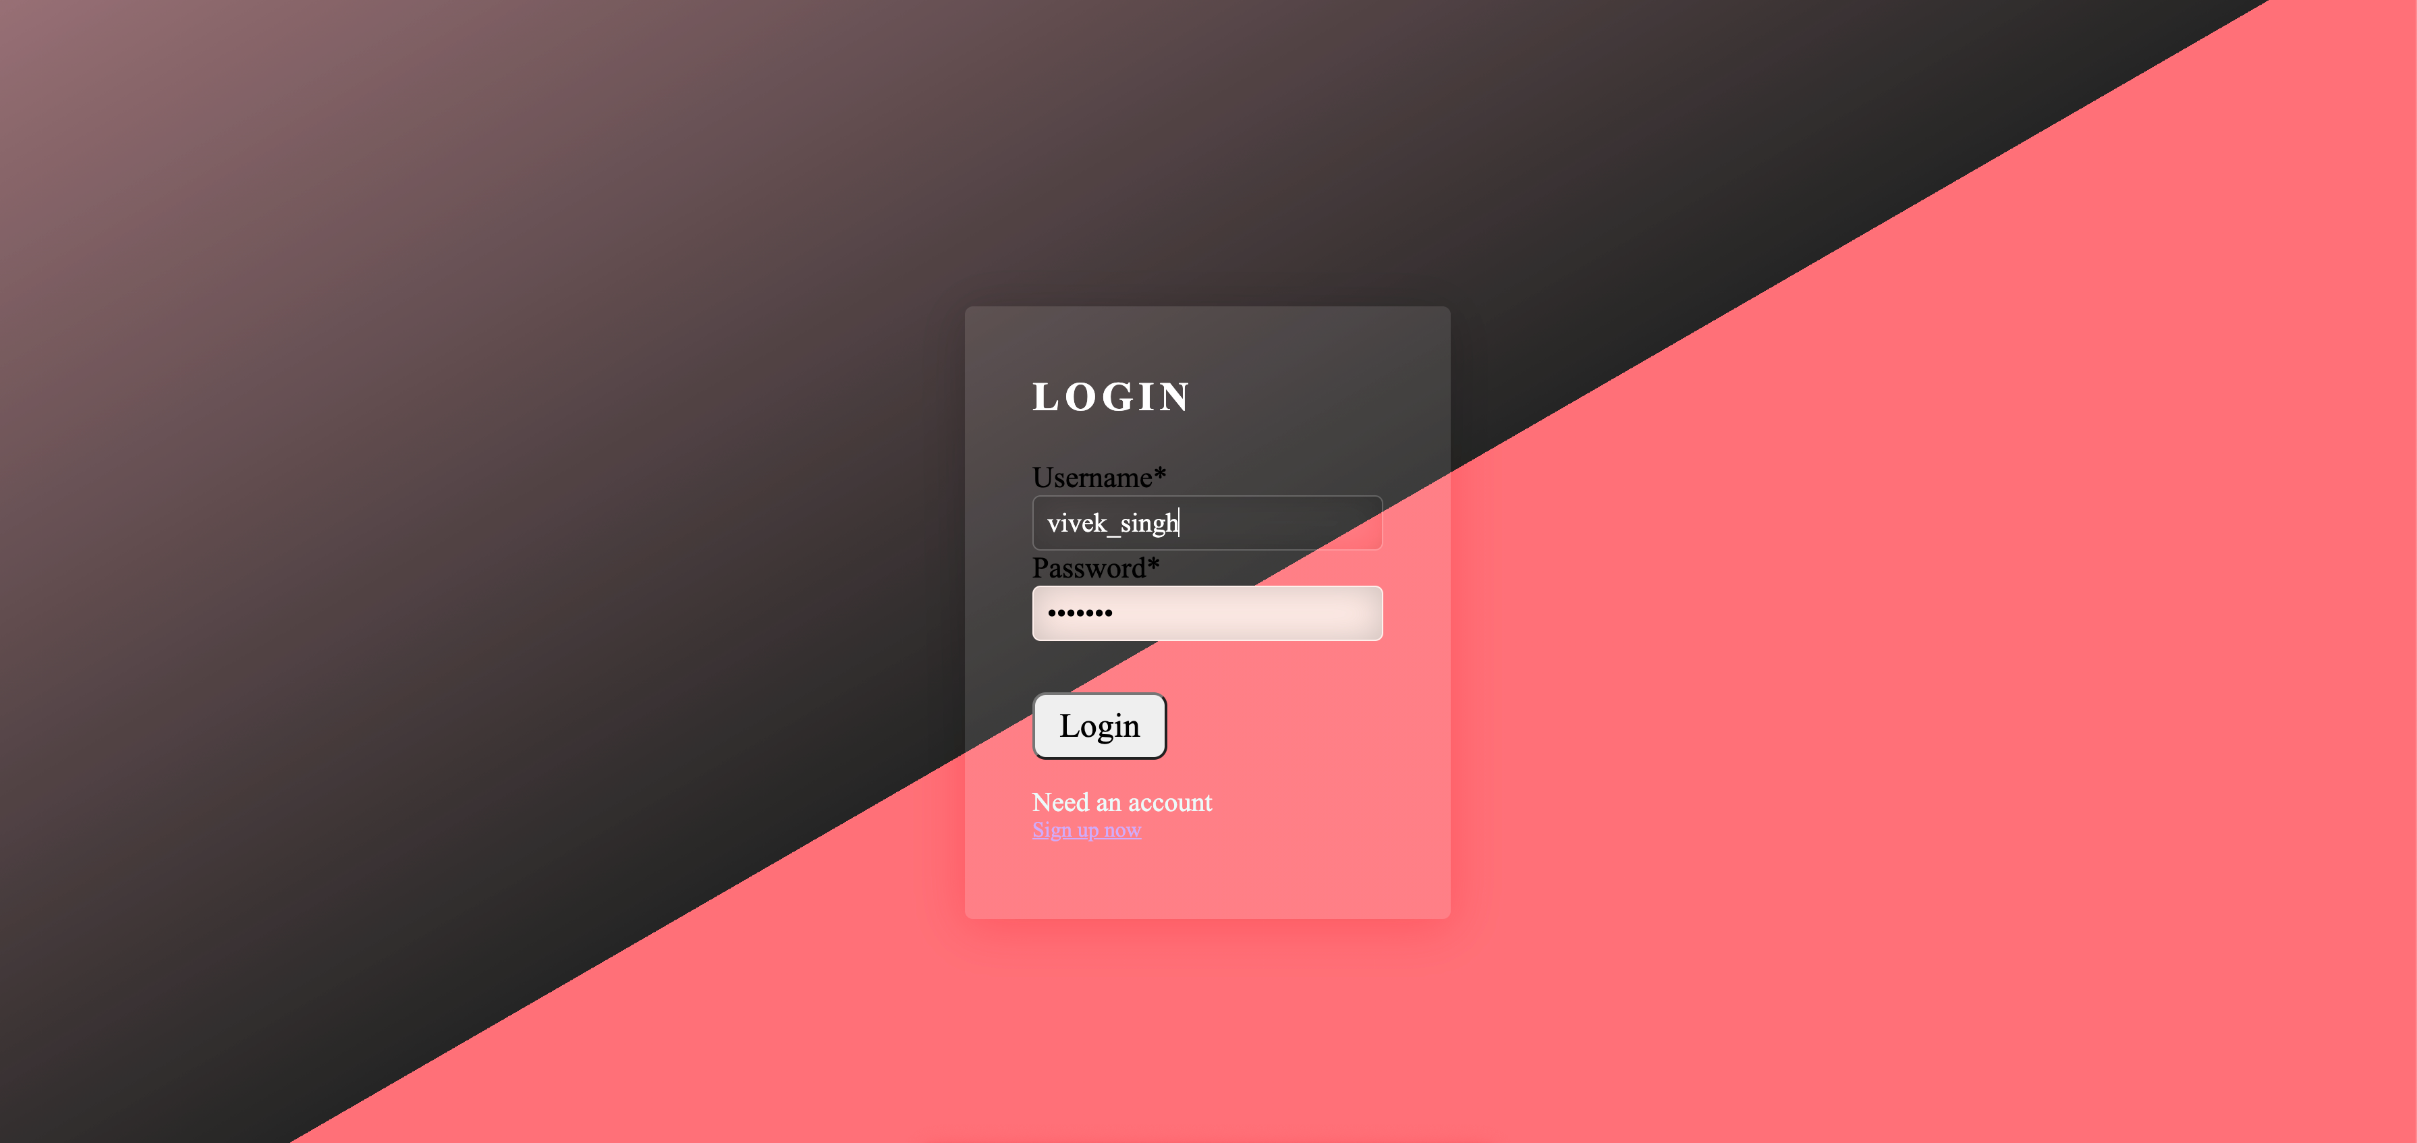 LOGIN
Username*
vivek_singh
Password*
•••••••
Login
Need an account
Sign up now